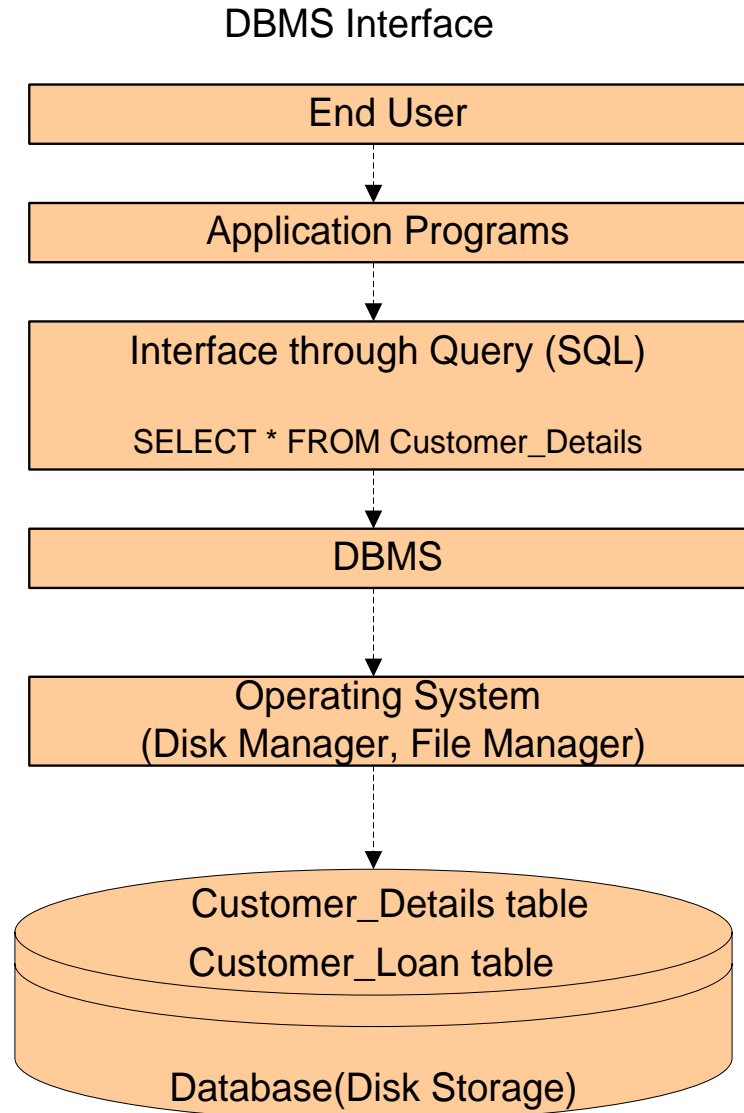 DBMS Interface
End User
Application Programs
Interface through Query (SQL)
SELECT * FROM Customer_Details
DBMS
Operating System
(Disk Manager, File Manager)
Customer_Details table
Customer_Loan table
Database(Disk Storage)